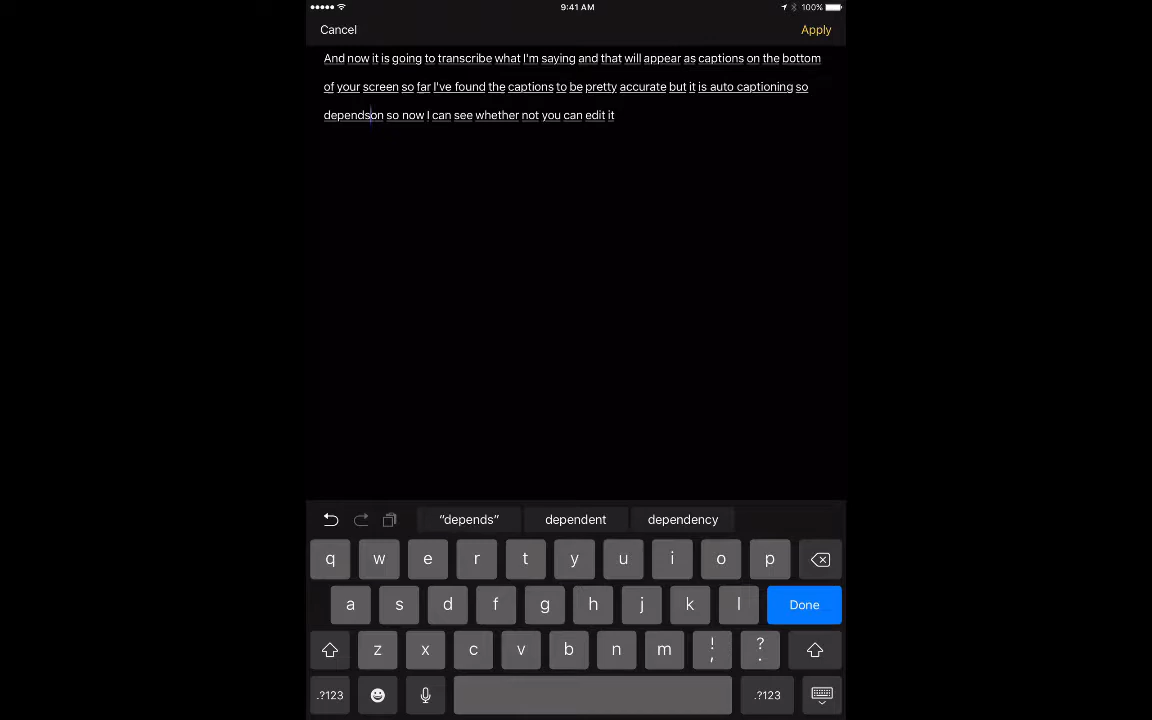 9:41 AM
100%
Cancel
Apply
And now it is going to transcribe what I'm saying and that will appear as captions on the bottom
of your screen so far I've found the captions to be pretty accurate but it is auto captioning so
dependson so now I can see whether not you can edit it
“depends” dependent dependency
q w e r t y u i o p
a s d f g h j k l Done
z x c v b n m ! , ? .
.?123 .?123